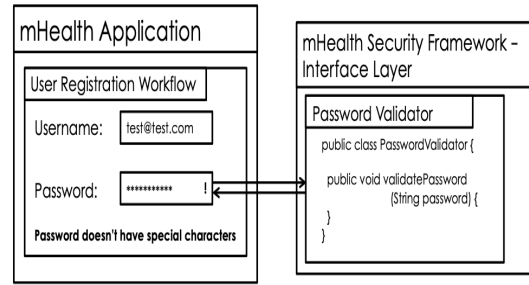 mHealth Application
User Registration Workflow
Username: test@test.com
Password: *********** !
Password doesn't have special characters
mHealth Security Framework –
Interface Layer
Password Validator
public class PasswordValidator {
public void validatePassword
(String password) {
}
}